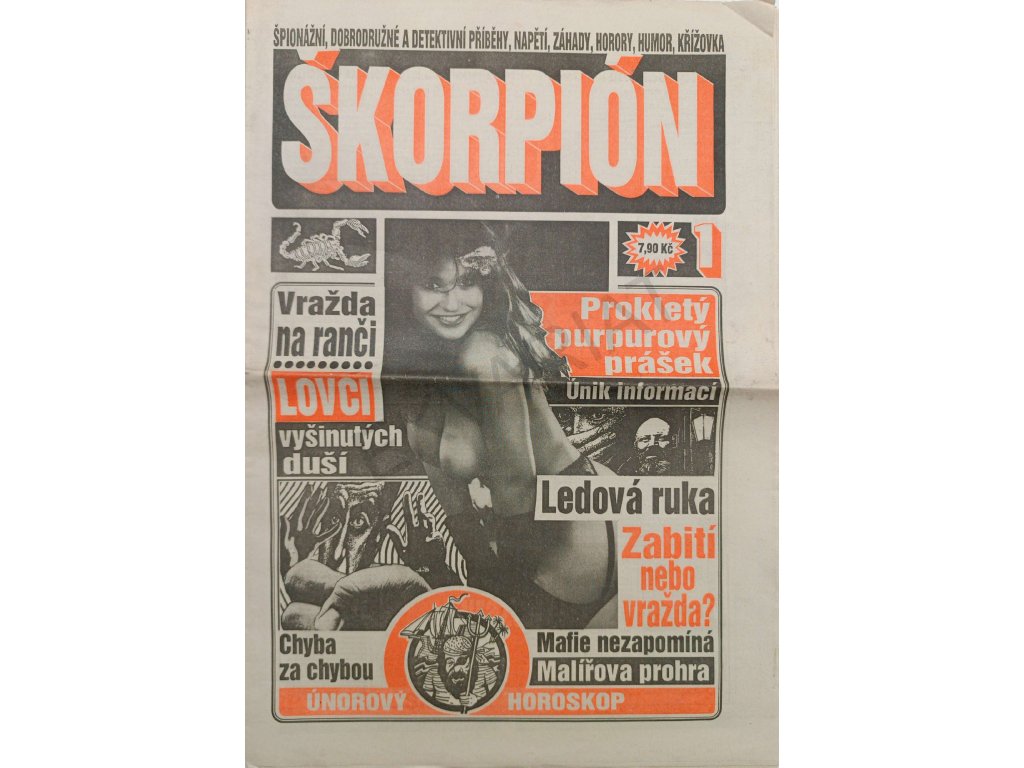 ŠPIONÁŽNÍ, DOBRODRUŽNÉ A DETEKTIVNÍ PŘÍBĚHY, NAPĚTÍ, ZÁHADY, HORORY, HUMOR, KŘÍŽOVKA
ŠKORPIÓN
7,90 Kč
1
Vražda
na ranči
LOVCI
vyšinutých
duší
Prokletý
purpurový
prášek
Únik informací
Ledová ruka
Zabití
nebo
vražda?
Chyba
za chybou
Mafie nezapomíná
Malířova prohra
ÚNOROVÝ HOROSKOP